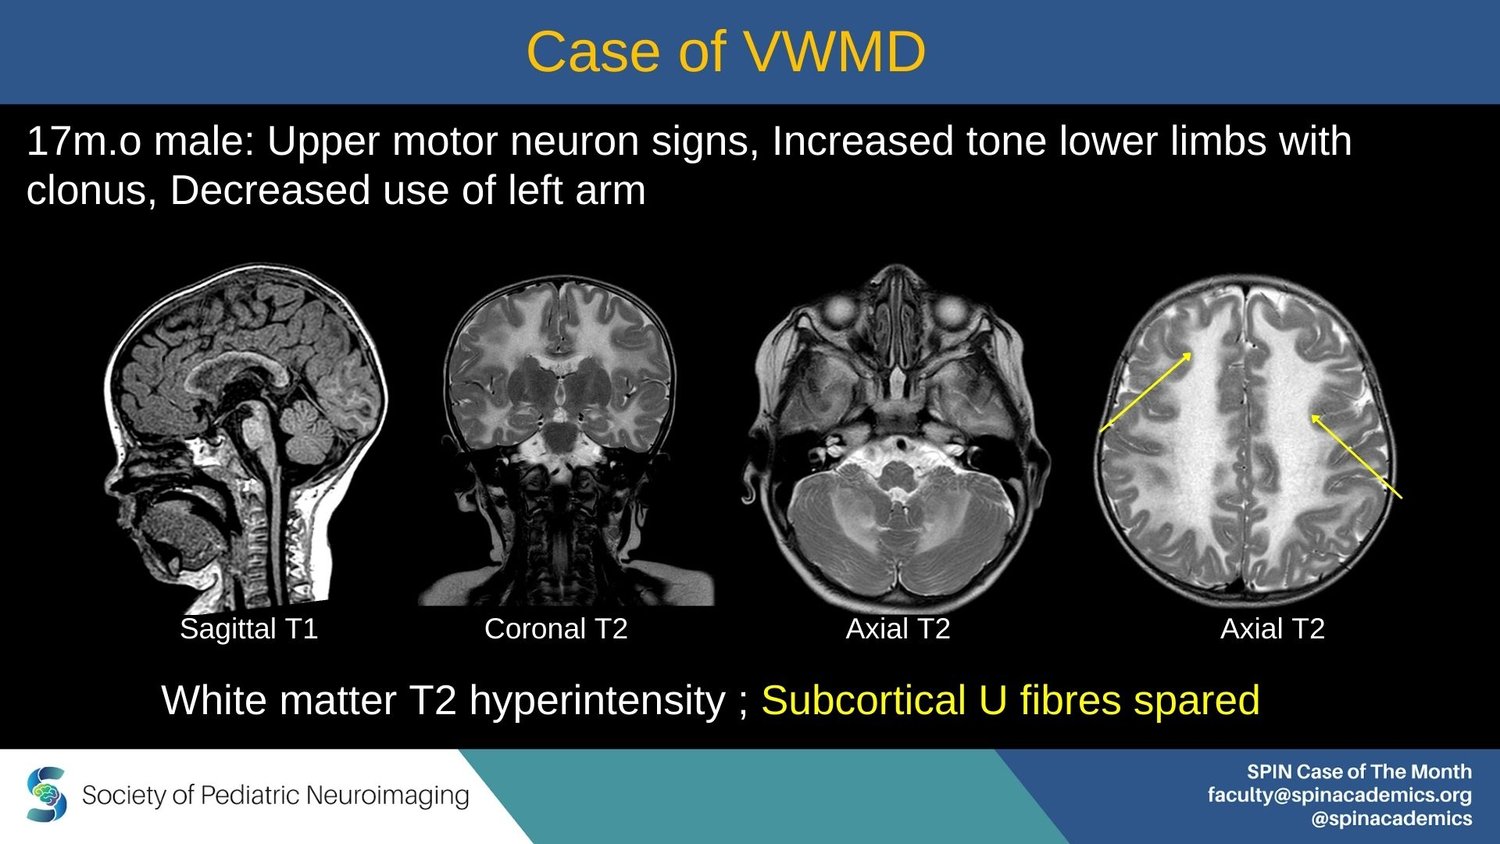 Case of VWMD
17m.o male: Upper motor neuron signs, Increased tone lower limbs with
clonus, Decreased use of left arm
Sagittal T1
Coronal T2
Axial T2
Axial T2
White matter T2 hyperintensity ; Subcortical U fibres spared
Society of Pediatric Neuroimaging
SPIN Case of The Month
faculty@spinacademics.org
@spinacademics